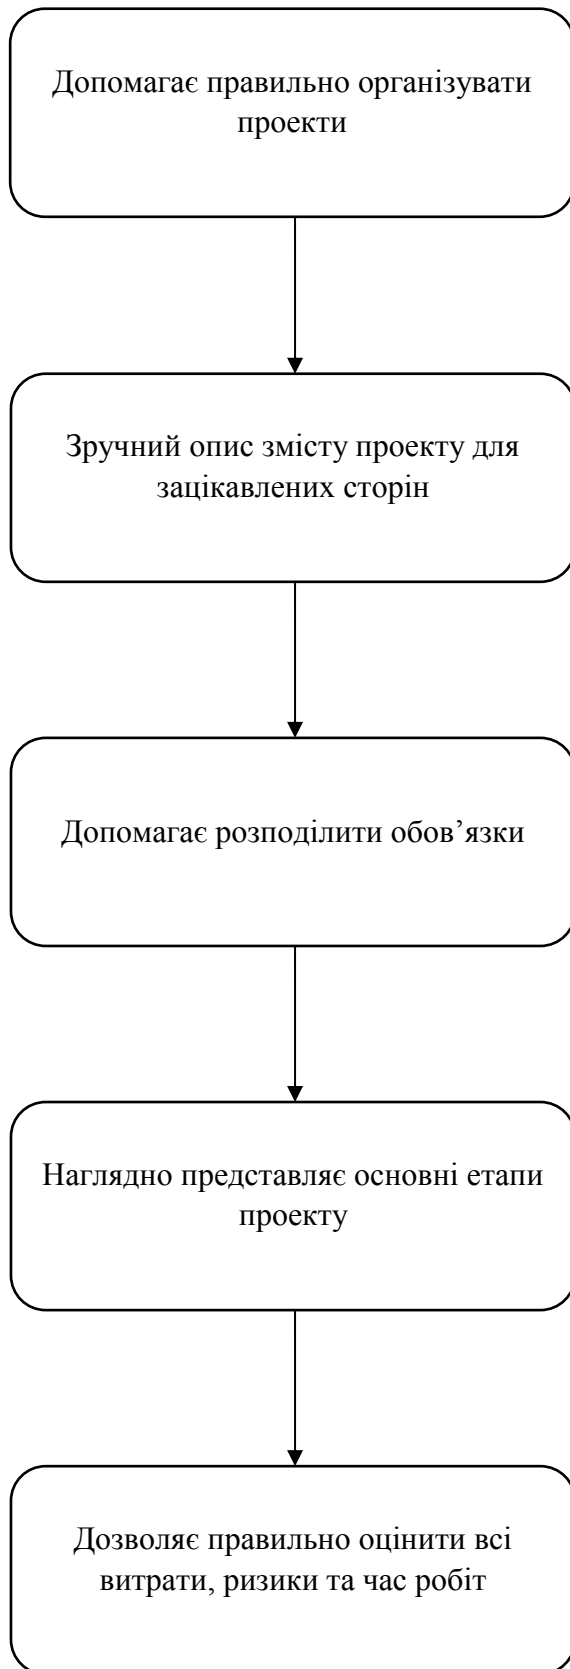 Допомагає правильно організувати
проекти
Зручний опис змісту проекту для
зацікавлених сторін
Допомагає розподілити обов’язки
Наглядно представляє основні етапи
проекту
Дозволяє правильно оцінити всі
витрати, ризики та час робіт